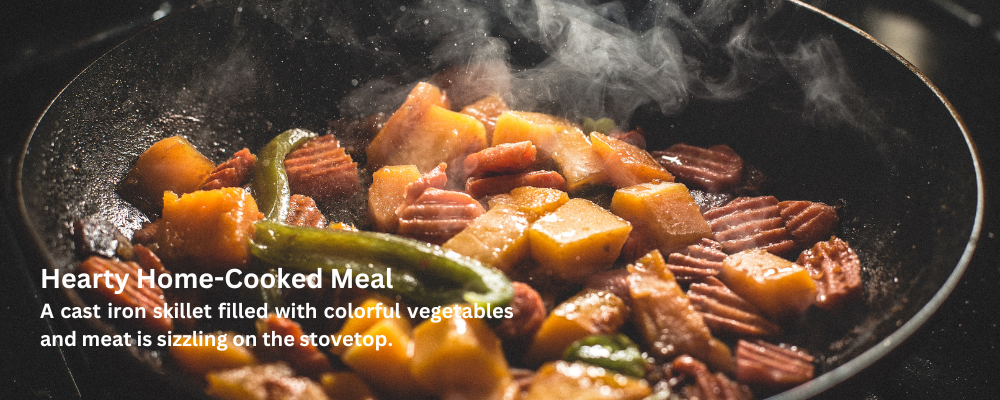 Hearty Home-Cooked Meal
A cast iron skillet filled with colorful vegetables
and meat is sizzling on the stovetop.